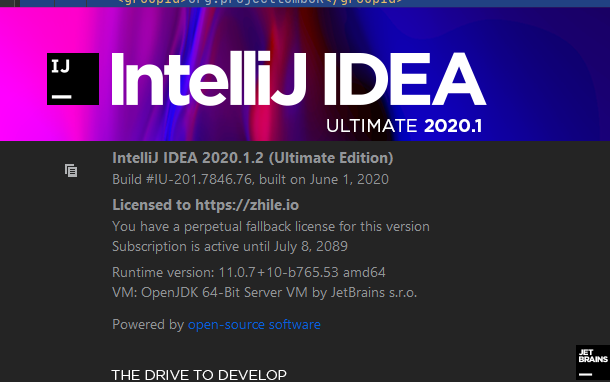 <groupId>org.projectlombok</groupId>
IJ
IntelliJ IDEA
ULTIMATE 2020.1
IntelliJ IDEA 2020.1.2 (Ultimate Edition)
Build #IU-201.7846.76, built on June 1, 2020
Licensed to https://zhile.io
You have a perpetual fallback license for this version
Subscription is active until July 8, 2089
Runtime version: 11.0.7+10-b765.53 amd64
VM: OpenJDK 64-Bit Server VM by JetBrains s.r.o.
Powered by open-source software
JET
BRAINS
THE DRIVE TO DEVELOP